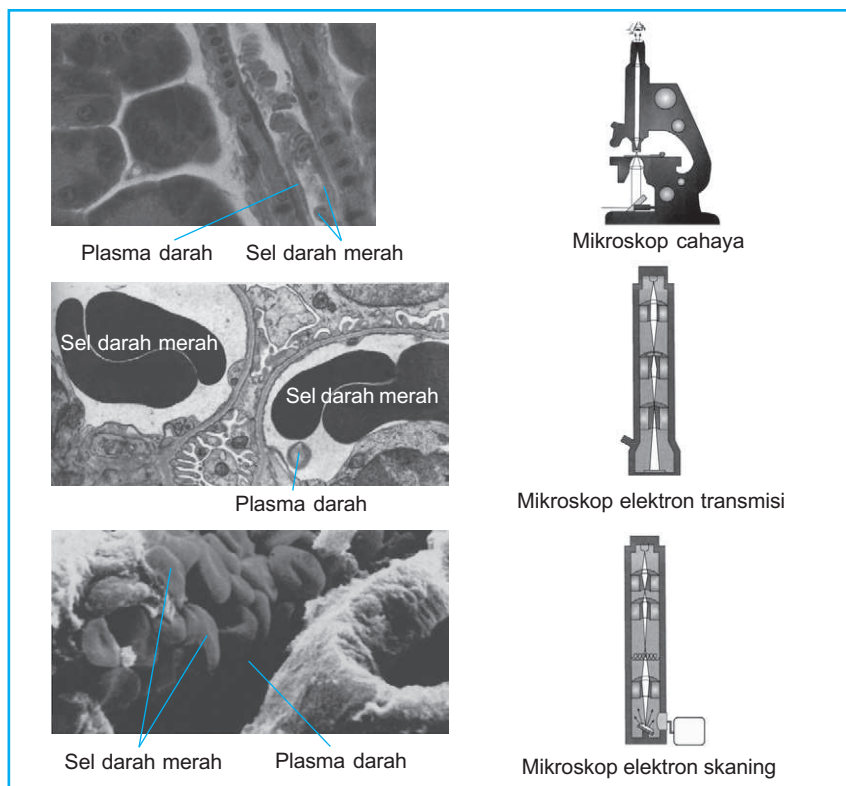 Plasma darah
Sel darah merah
Mikroskop cahaya
Sel darah merah
Sel darah merah
Plasma darah
Mikroskop elektron transmisi
Sel darah merah
Plasma darah
Mikroskop elektron skaning